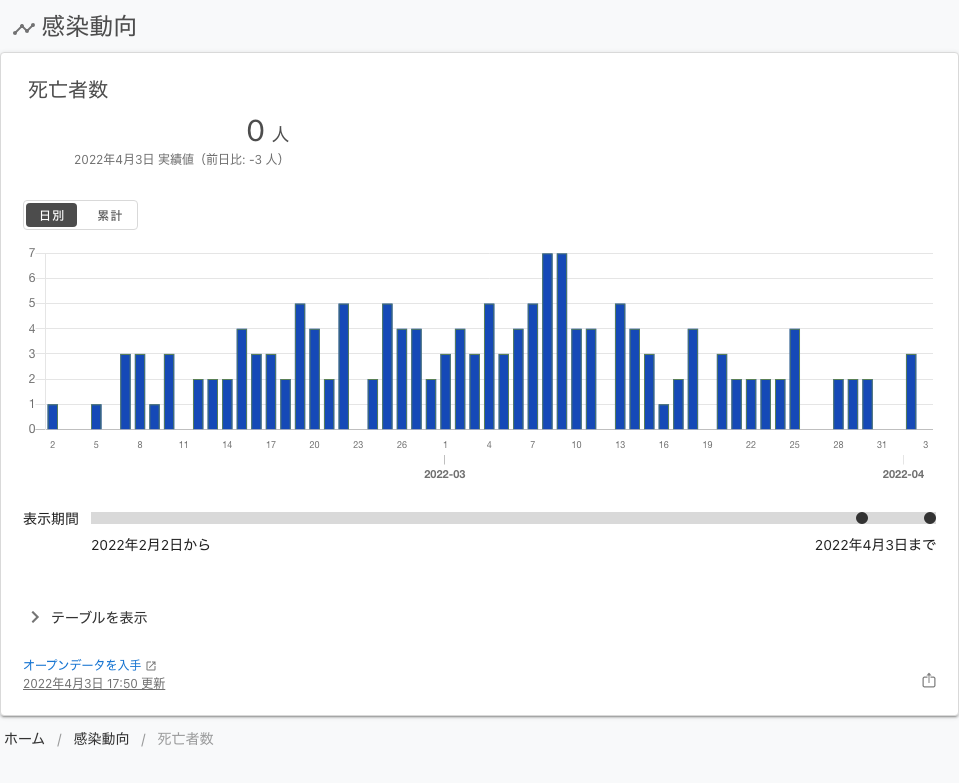 感染動向
死亡者数
0 人
2022年4月3日 実績値（前日比: -3 人）
日別 累計
7
6
5
4
3
2
1
0
2 5 8 11 14 17 20 23 26 1 4 7 10 13 16 19 22 25 28 31 3
2022-03 2022-04
表示期間
2022年2月2日から 2022年4月3日まで
テーブルを表示
オープンデータを入手
2022年4月3日 17:50 更新
ホーム / 感染動向 / 死亡者数